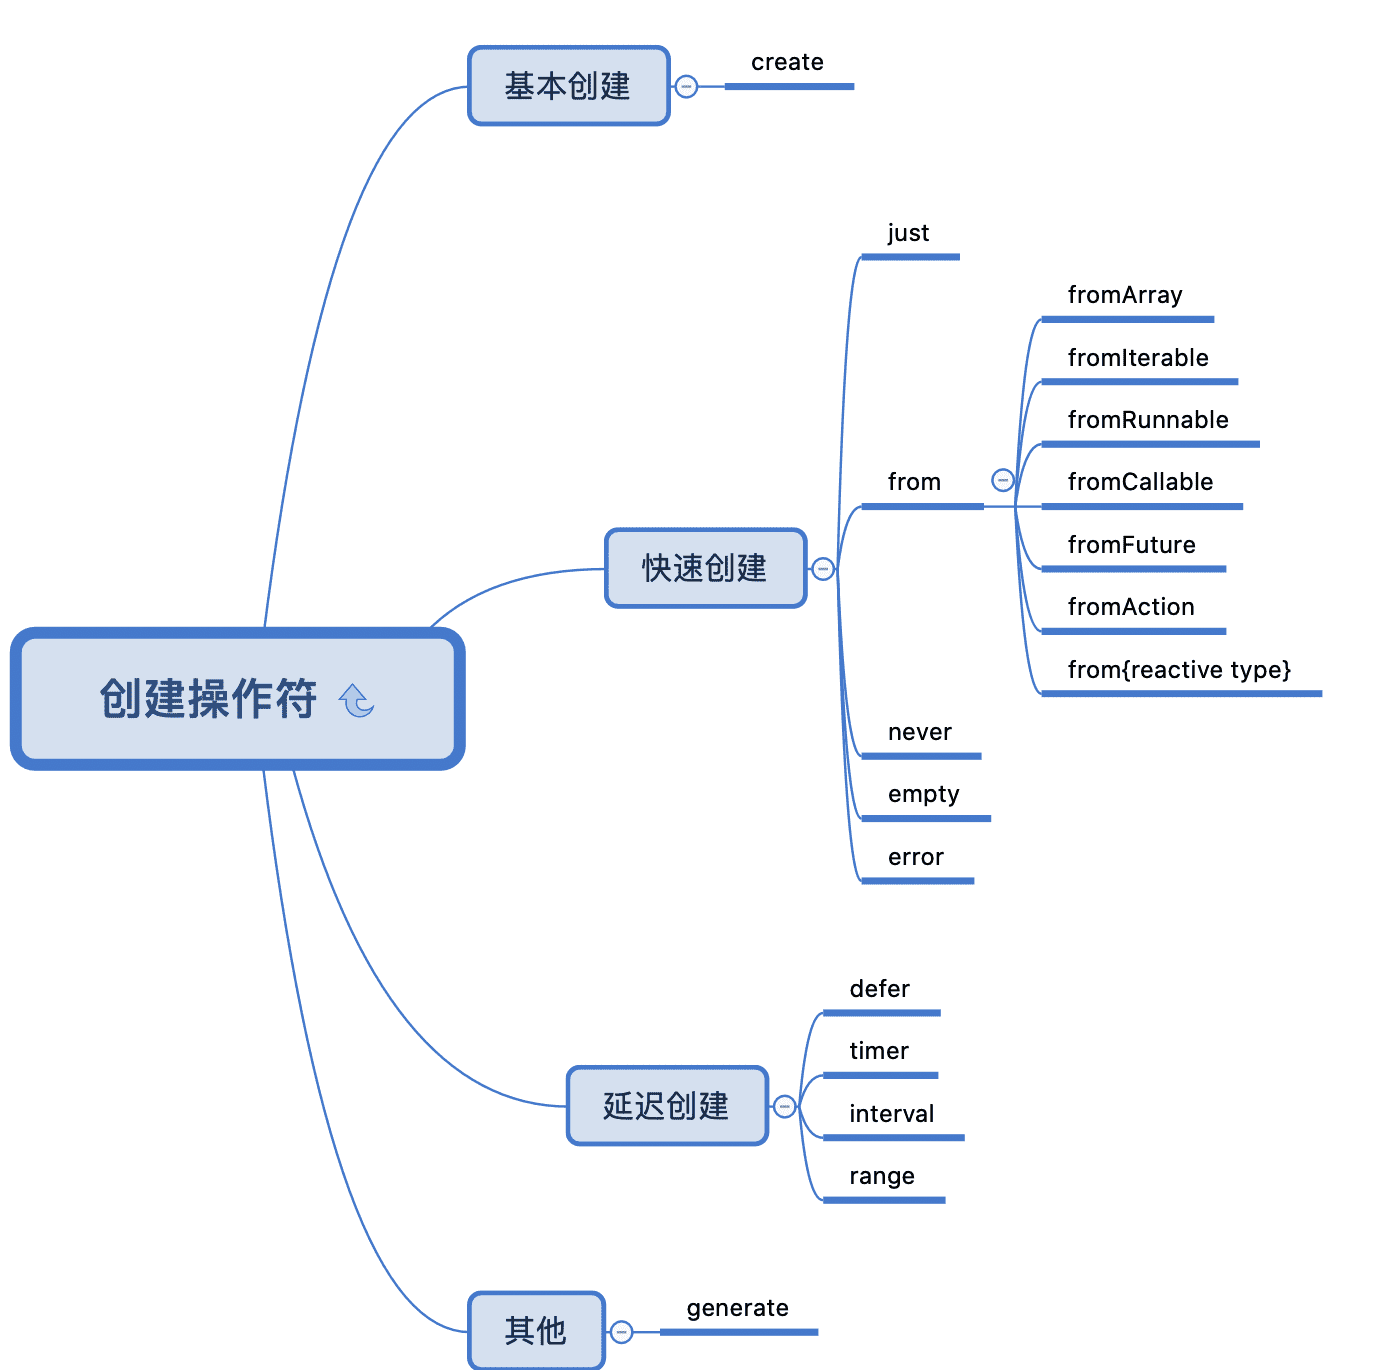 创建操作符
基本创建
create
快速创建
just
from
fromArray
fromIterable
fromRunnable
fromCallable
fromFuture
fromAction
from{reactive type}
never
empty
error
延迟创建
defer
timer
interval
range
其他
generate